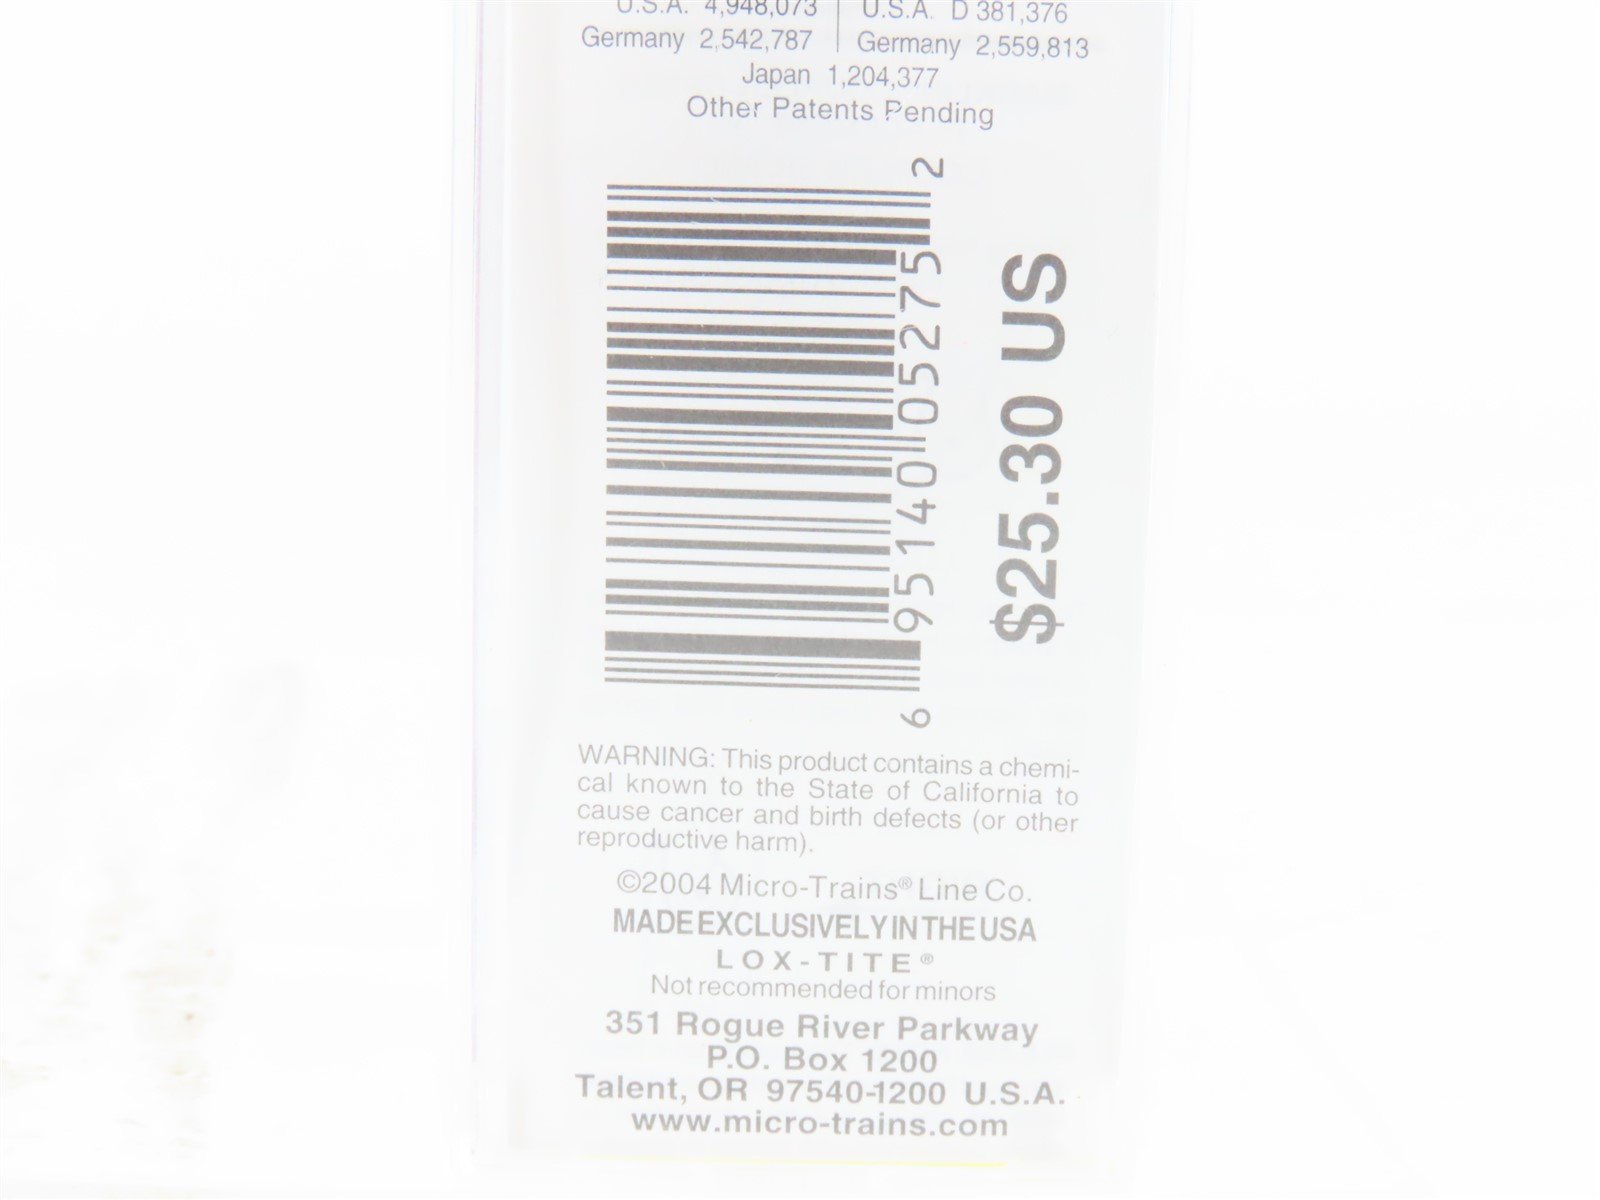 U.S.A. 4,948,073 U.S.A. D 381,376
Germany 2,542,787 Germany 2,559,813
Japan 1,204,377
Other Patents Pending
6 95140 05275 2
$25.30 US
WARNING: This product contains a chemi-
cal known to the State of California to
cause cancer and birth defects (or other
reproductive harm).
©2004 Micro-Trains® Line Co.
MADE EXCLUSIVELY IN THE USA
LOX-TITE®
Not recommended for minors
351 Rogue River Parkway
P.O. Box 1200
Talent, OR 97540-1200 U.S.A.
www.micro-trains.com